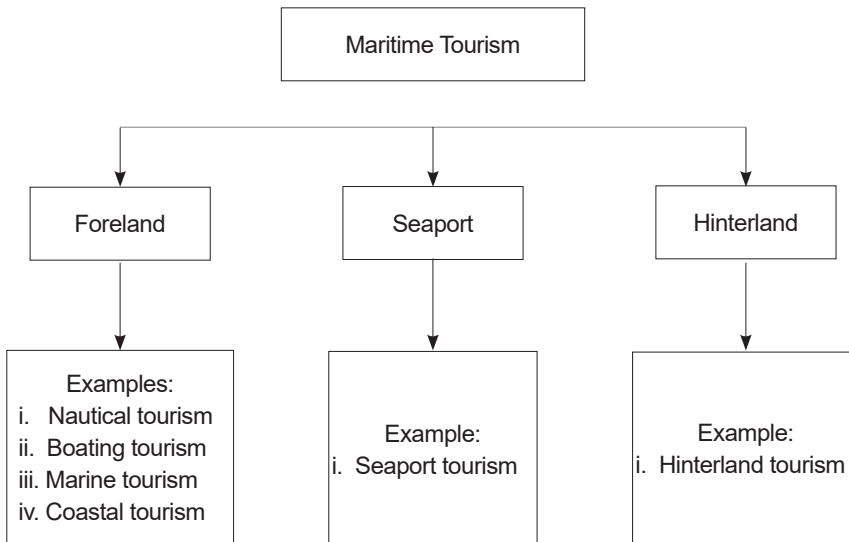 Maritime Tourism
Foreland
Seaport
Hinterland
Examples:
i. Nautical tourism
ii. Boating tourism
iii. Marine tourism
iv. Coastal tourism
Example:
i. Seaport tourism
Example:
i. Hinterland tourism